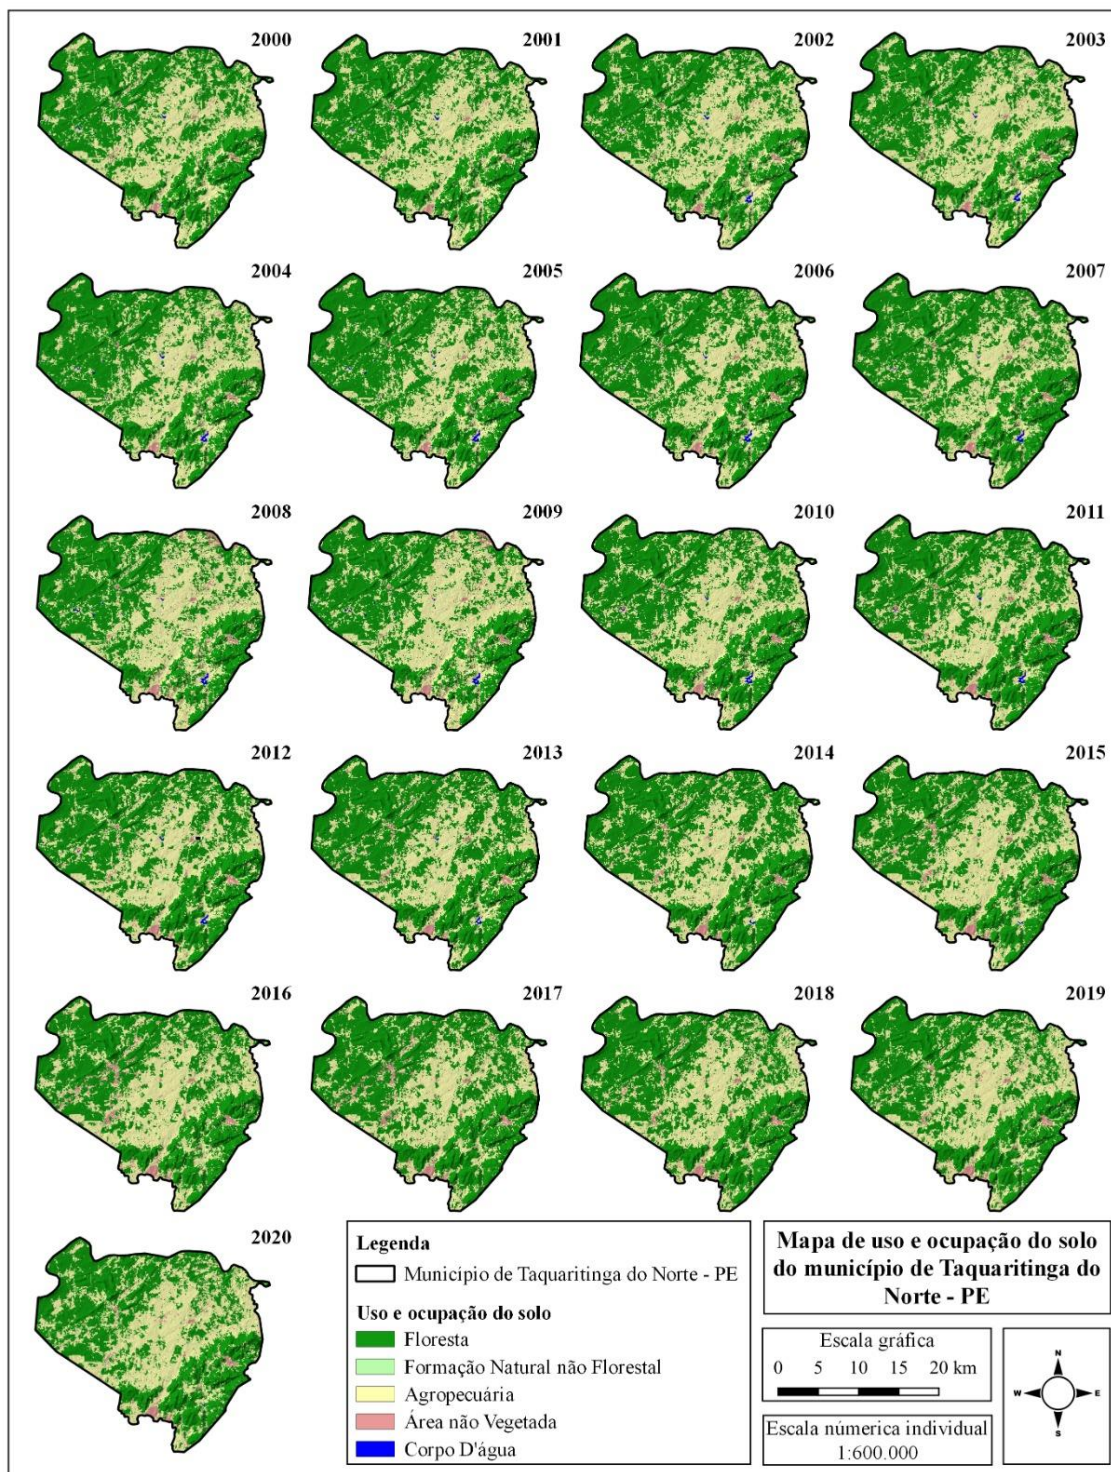 2000
2001
2002
2003
2004
2005
2006
2007
2008
2009
2010
2011
2012
2013
2014
2015
2016
2017
2018
2019
2020
Legenda
Município de Taquaritinga do Norte - PE
Uso e ocupação do solo
Floresta
Formação Natural não Florestal
Agropecuária
Área não Vegetada
Corpo D'água
Mapa de uso e ocupação do solo
do município de Taquaritinga do
Norte - PE
Escala gráfica
0 5 10 15 20 km
Escala númerica individual
1:600.000
N
W E
S